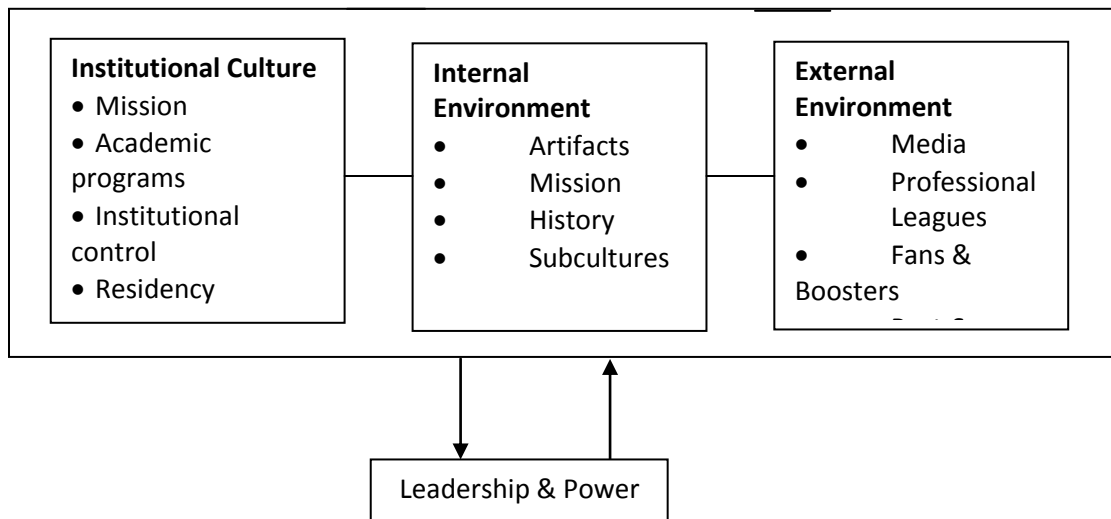 Institutional Culture
• Mission
• Academic
programs
• Institutional
control
• Residency
Internal
Environment
• Artifacts
• Mission
• History
• Subcultures
External
Environment
• Media
• Professional
Leagues
• Fans &
Boosters
Leadership & Power